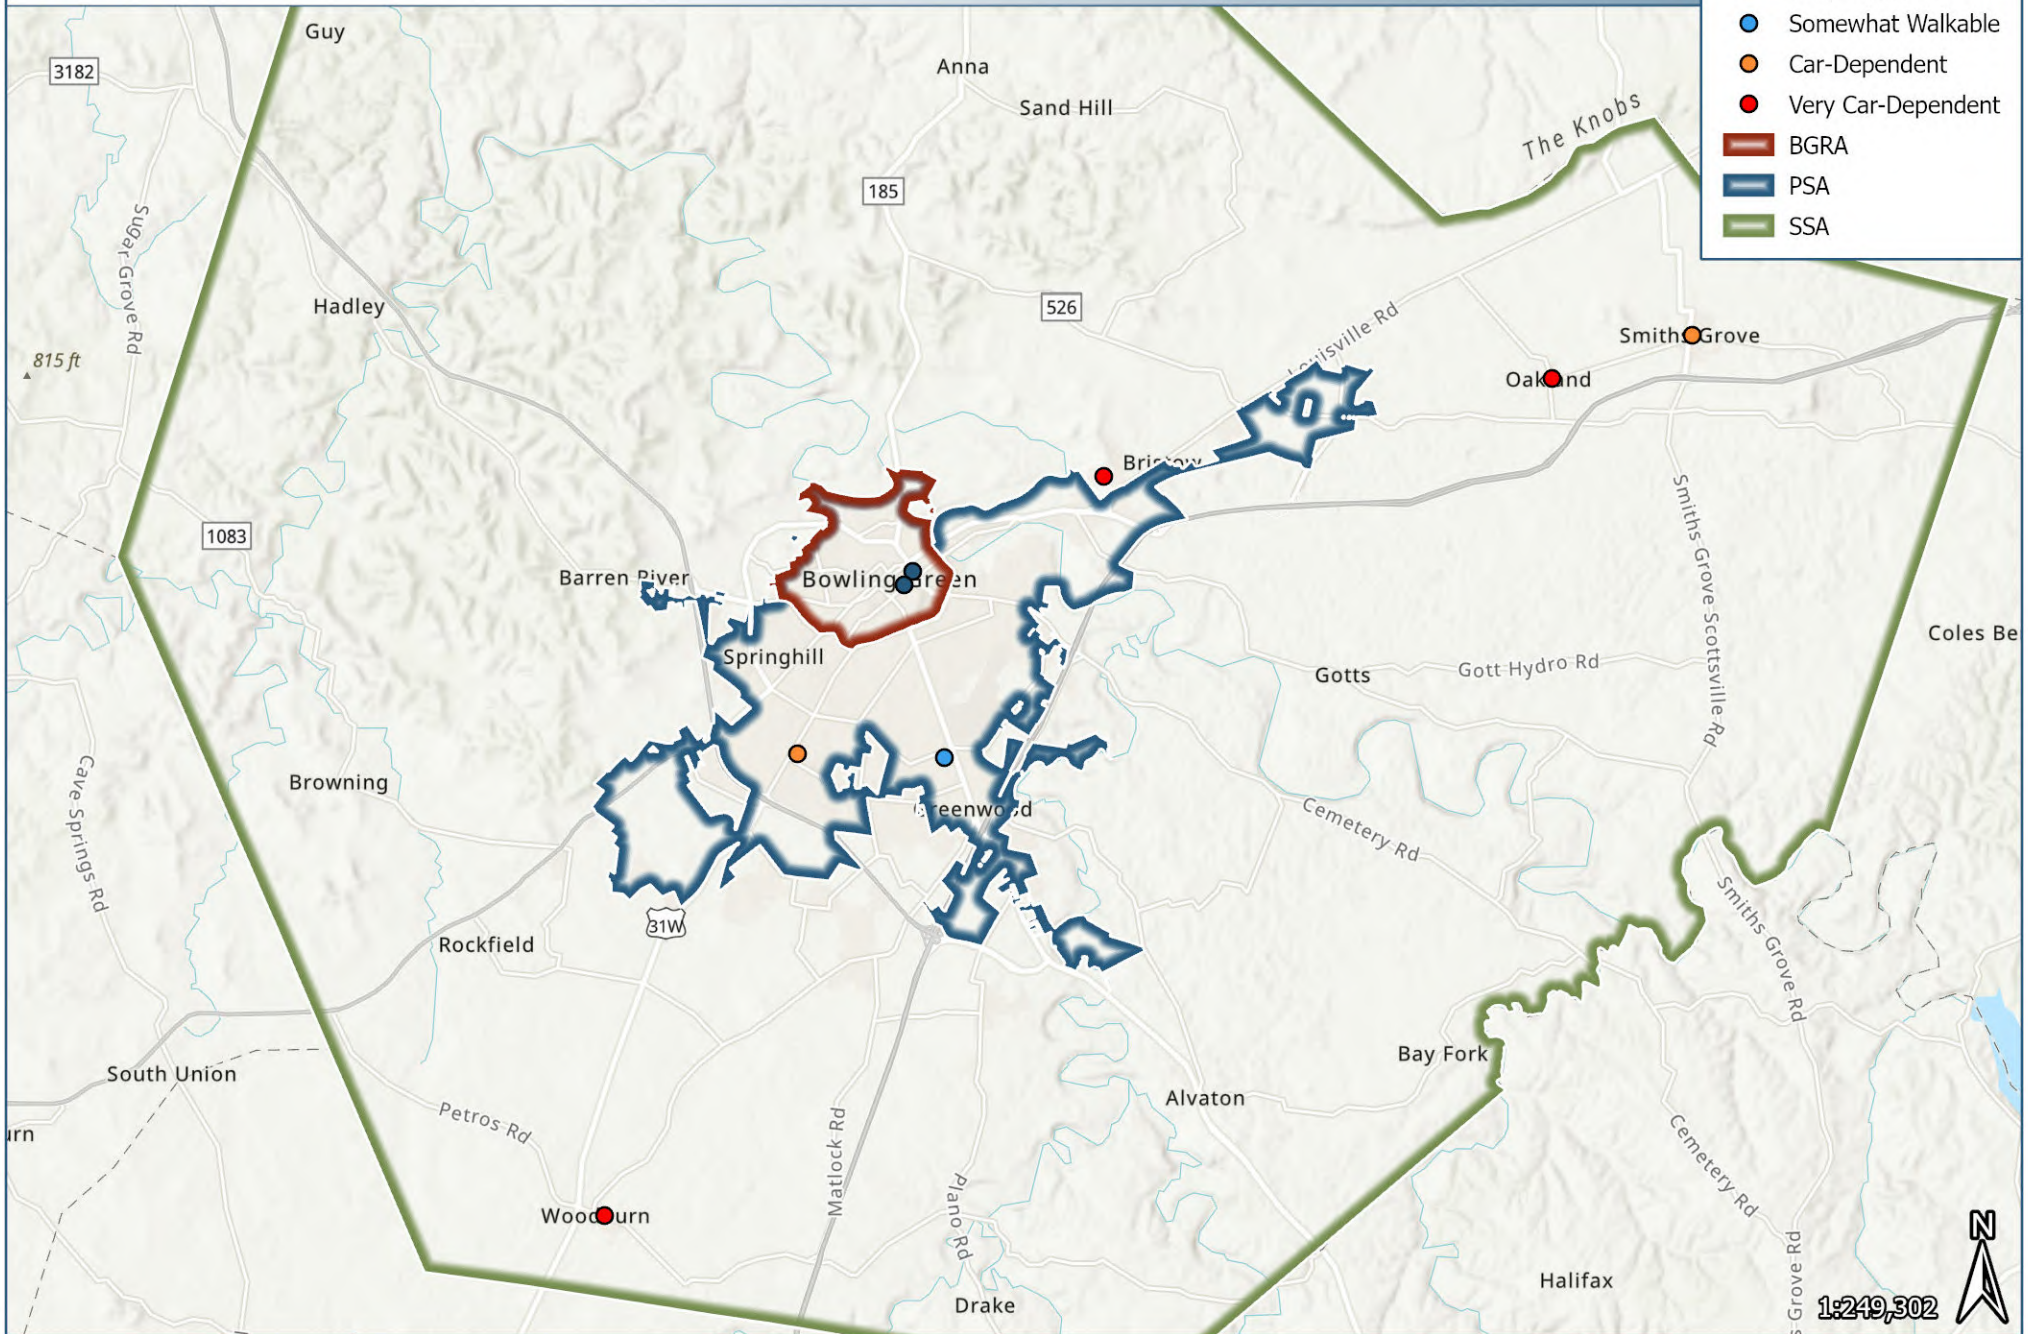 Somewhat Walkable
Car-Dependent
Very Car-Dependent
BGRA
PSA
SSA
Guy
3182
Anna
Sand Hill
The Knobs
185
Sugar Grove Rd
Hadley
526
Louisville Rd
Smiths Grove
815 ft
Oakland
Bristow
1083
Barren River
Bowling Green
Smiths Grove Scottsville Rd
Coles Be
Springhill
Gotts
Gott Hydro Rd
Browning
Cave Springs Rd
Greenwood
Cemetery Rd
31W
Rockfield
Smiths Grove Rd
South Union
Bay Fork
Alvaton
Petros Rd
urn
Matlock Rd
Cemetery Rd
Plano Rd
Woodburn
N
Halifax
Drake
s Grove Rd
1:249,302